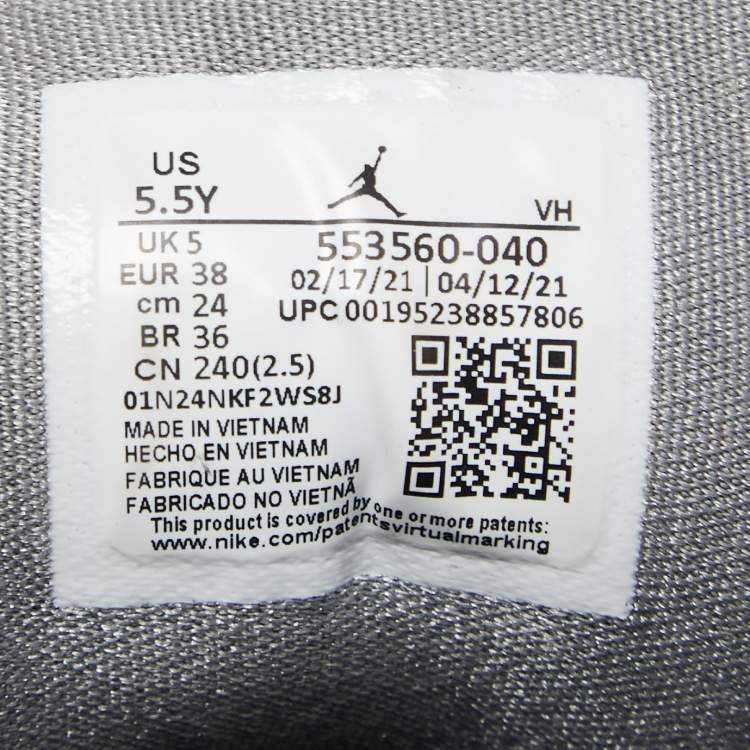 US
5.5Y
VH
UK 5
EUR 38
cm 24
BR 36
CN 240(2.5)
553560-040
02/17/21 | 04/12/21
UPC 00195238857806
01N24NKF2WS8J
MADE IN VIETNAM
HECHO EN VIETNAM
FABRIQUE AU VIETNAM
FABRICADO NO VIETNÃ
This product is covered by one or more patents:
www.nike.com/patentsvirtualmarking